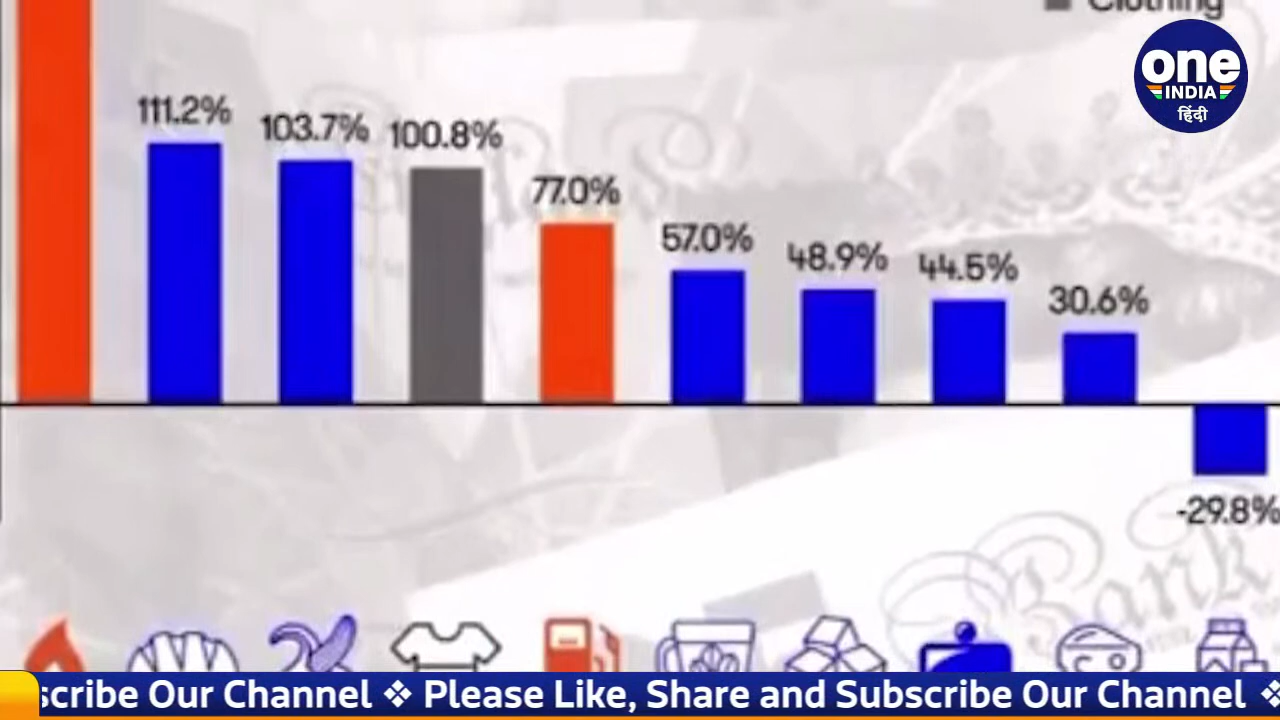 Clothing
one
INDIA
हिंदी
111.2%
103.7%
100.8%
77.0%
57.0%
48.9%
44.5%
30.6%
-29.8%
Bank
scribe Our Channel ❖ Please Like, Share and Subscribe Our Channel ❖